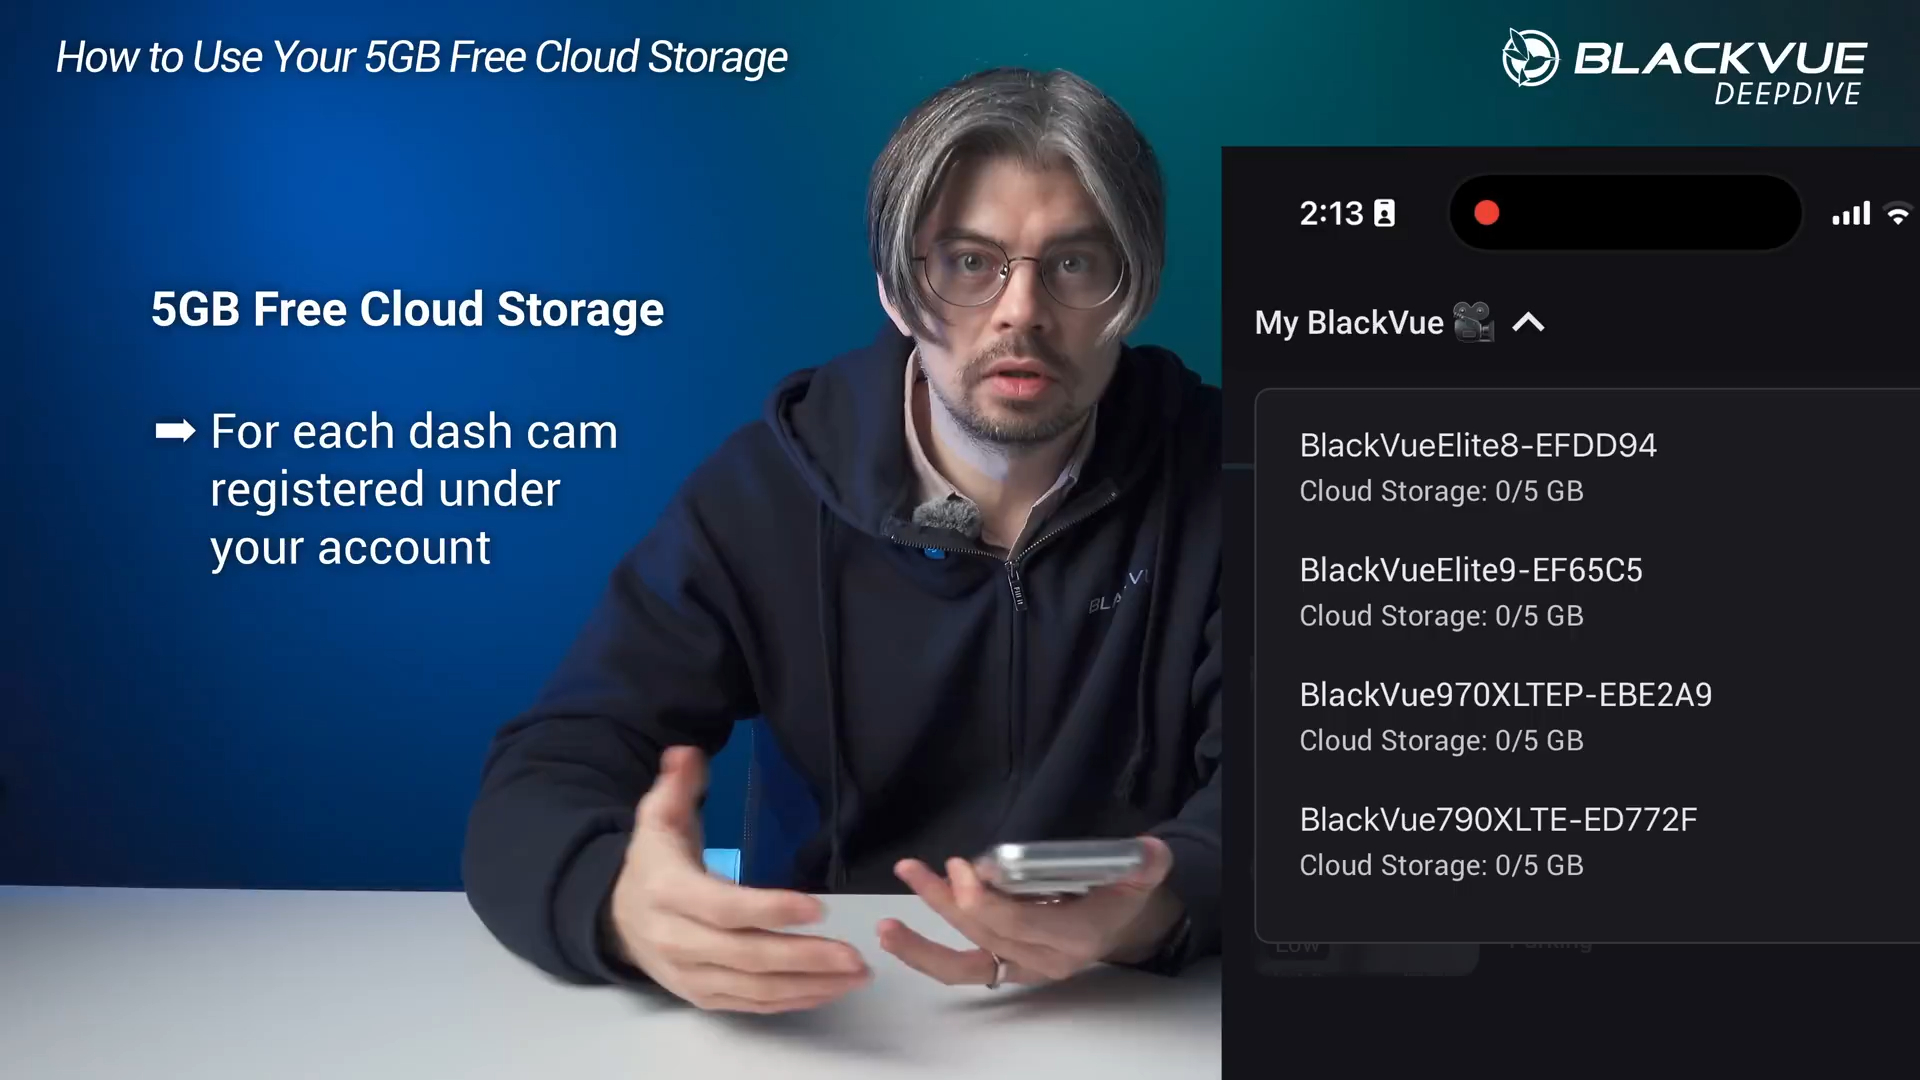 How to Use Your 5GB Free Cloud Storage
BLACKVUE
DEEPDIVE
5GB Free Cloud Storage
➡ For each dash cam
registered under
your account
2:13
My BlackVue 🎥
BlackVueElite8-EFDD94
Cloud Storage: 0/5 GB
BlackVueElite9-EF65C5
Cloud Storage: 0/5 GB
BlackVue970XLTEP-EBE2A9
Cloud Storage: 0/5 GB
BlackVue790XLTE-ED772F
Cloud Storage: 0/5 GB
Low
Parking